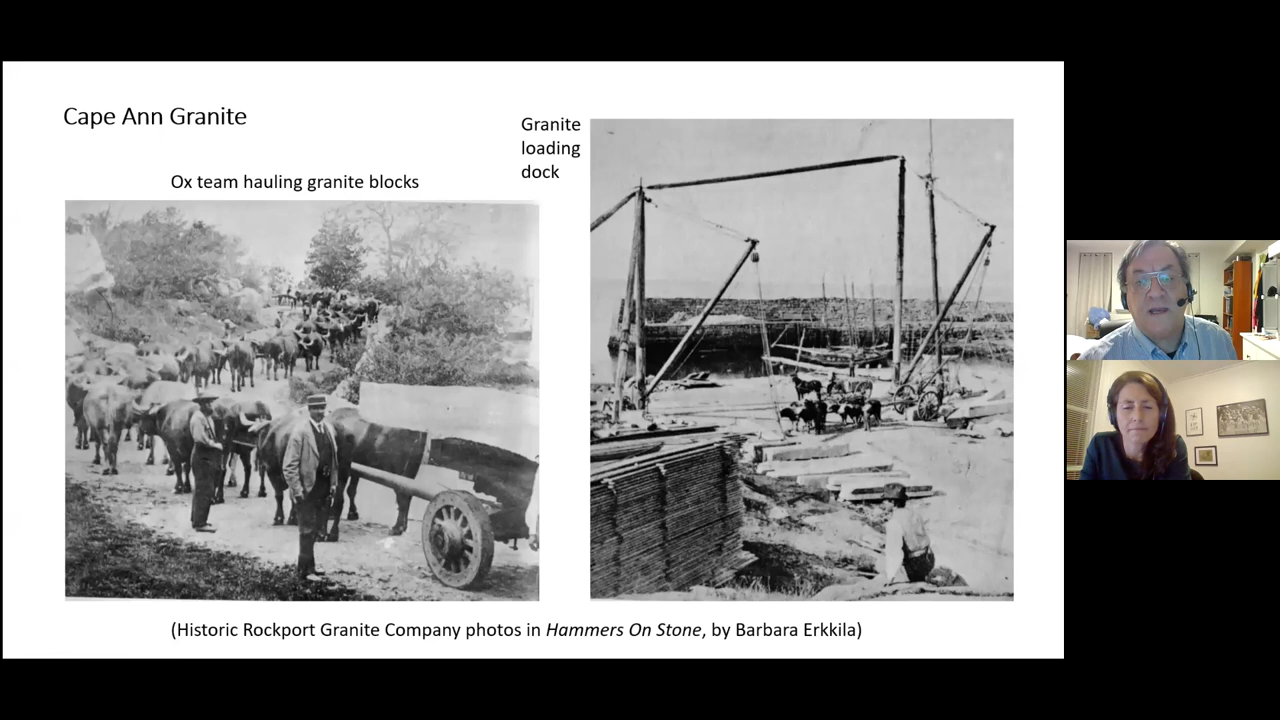 Cape Ann Granite
Granite
loading
dock
Ox team hauling granite blocks
(Historic Rockport Granite Company photos in Hammers On Stone, by Barbara Erkkila)